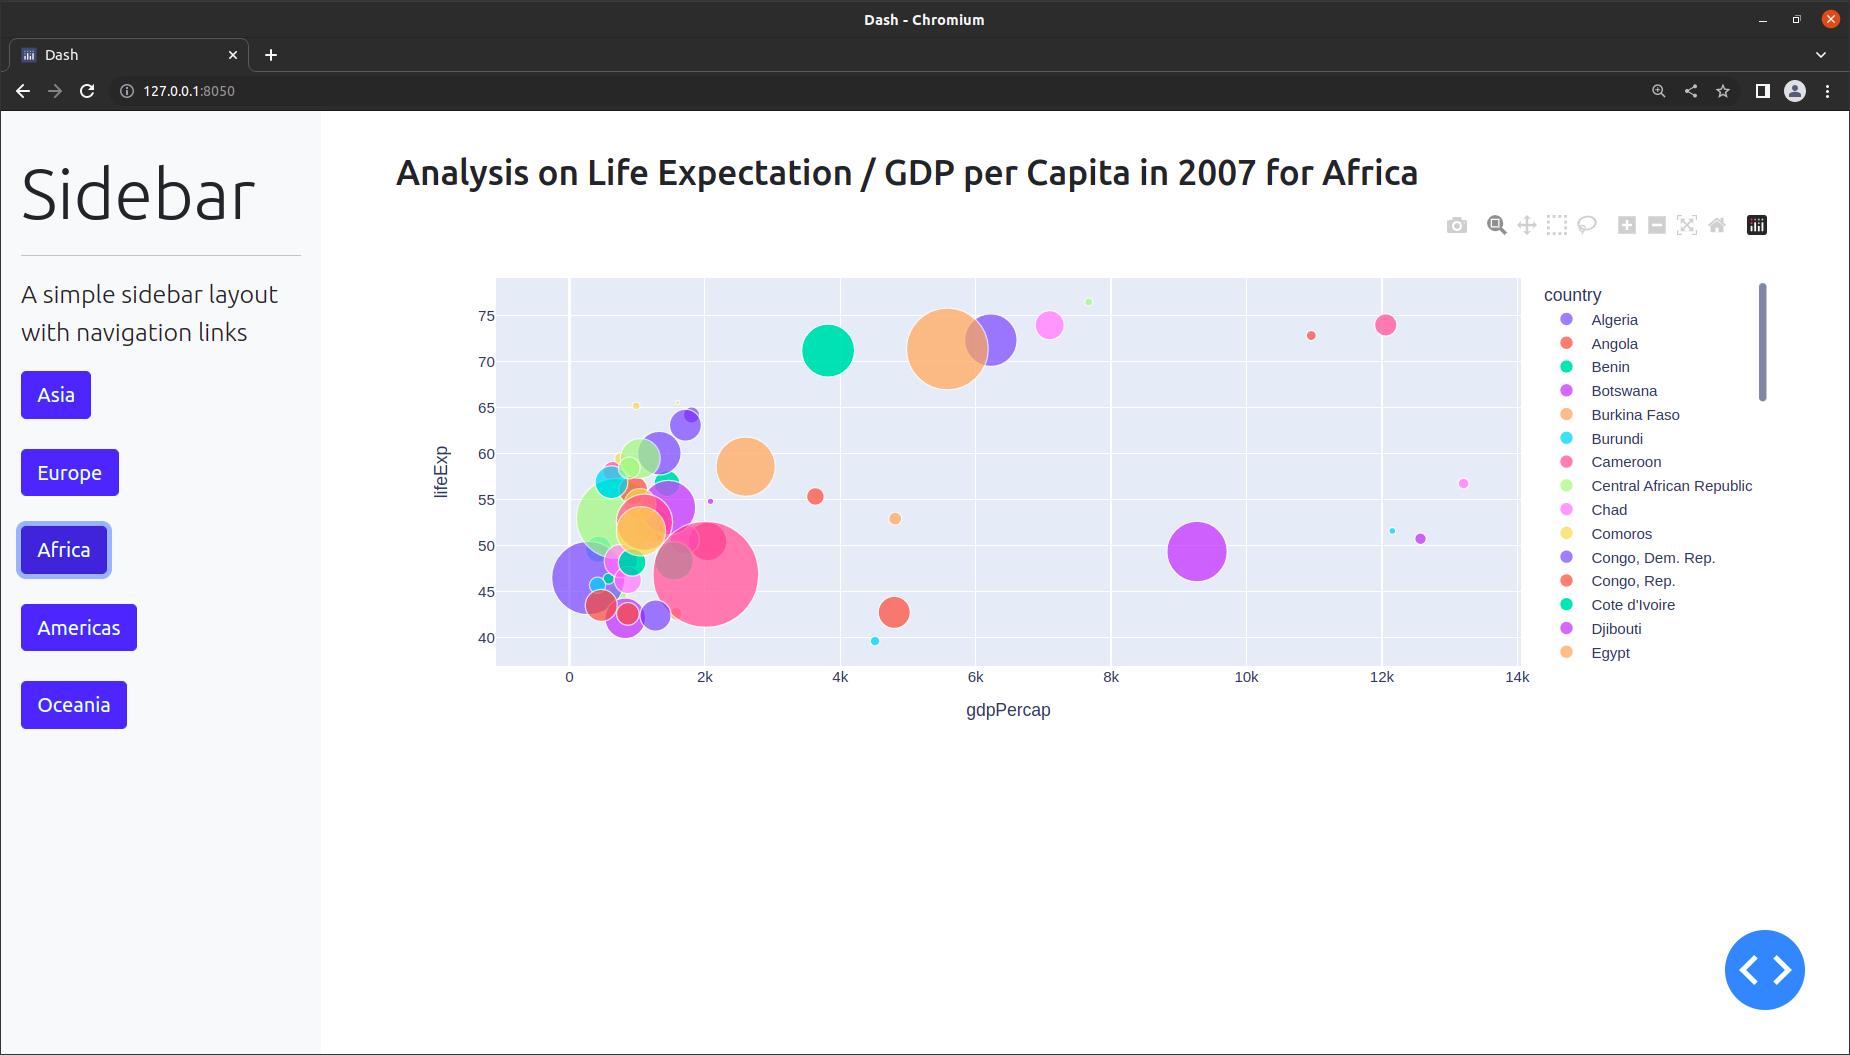 Dash - Chromium
Dash
127.0.0.1:8050
Sidebar
A simple sidebar layout
with navigation links
Asia
Europe
Africa
Americas
Oceania
Analysis on Life Expectation / GDP per Capita in 2007 for Africa
75
70
65
60
55
50
45
40
lifeExp
0
2k
4k
6k
8k
10k
12k
14k
gdpPercap
country
Algeria
Angola
Benin
Botswana
Burkina Faso
Burundi
Cameroon
Central African Republic
Chad
Comoros
Congo, Dem. Rep.
Congo, Rep.
Cote d'Ivoire
Djibouti
Egypt